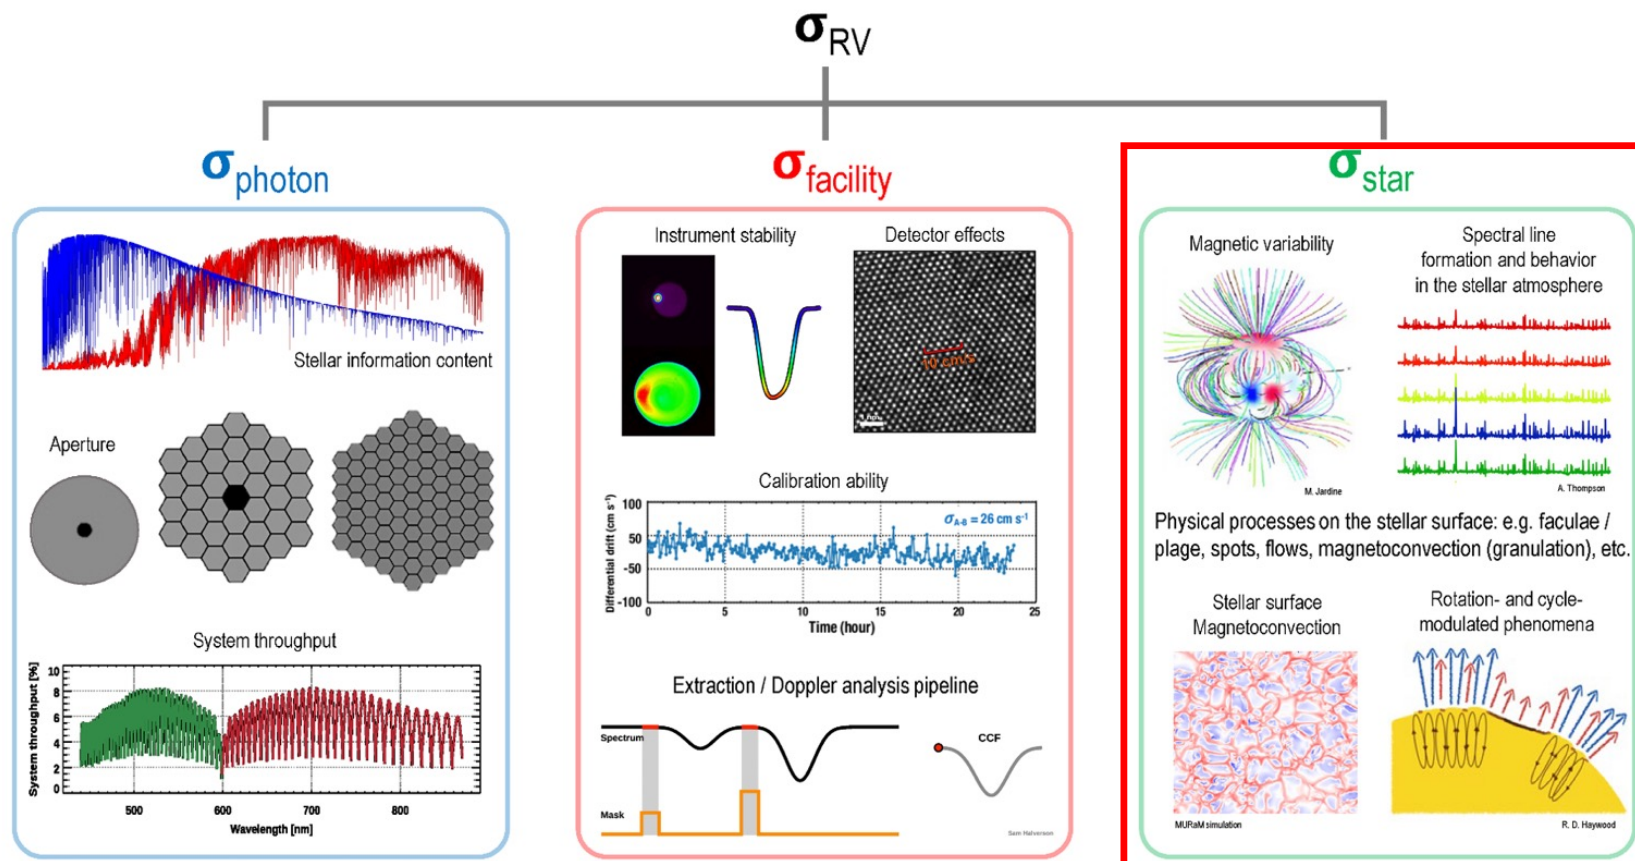 σRV
σphoton
Stellar information content
Aperture
System throughput
System throughput [%]
10
8
6
4
2
0
500
600
700
800
Wavelength [nm]
σfacility
Instrument stability
Detector effects
10 cm/s
Calibration ability
σA-B = 26 cm s-1
Differential drift (cm s-1)
100
50
-50
-100
0
5
10
15
20
25
Time (hour)
Extraction / Doppler analysis pipeline
Spectrum
Mask
CCF
Sam Halverson
σstar
Magnetic variability
M. Jardine
Spectral line
formation and behavior
in the stellar atmosphere
A. Thompson
Physical processes on the stellar surface: e.g. faculae /
plage, spots, flows, magnetoconvection (granulation), etc.
Stellar surface
Magnetoconvection
MURaM simulation
Rotation- and cycle-
modulated phenomena
R. D. Haywood